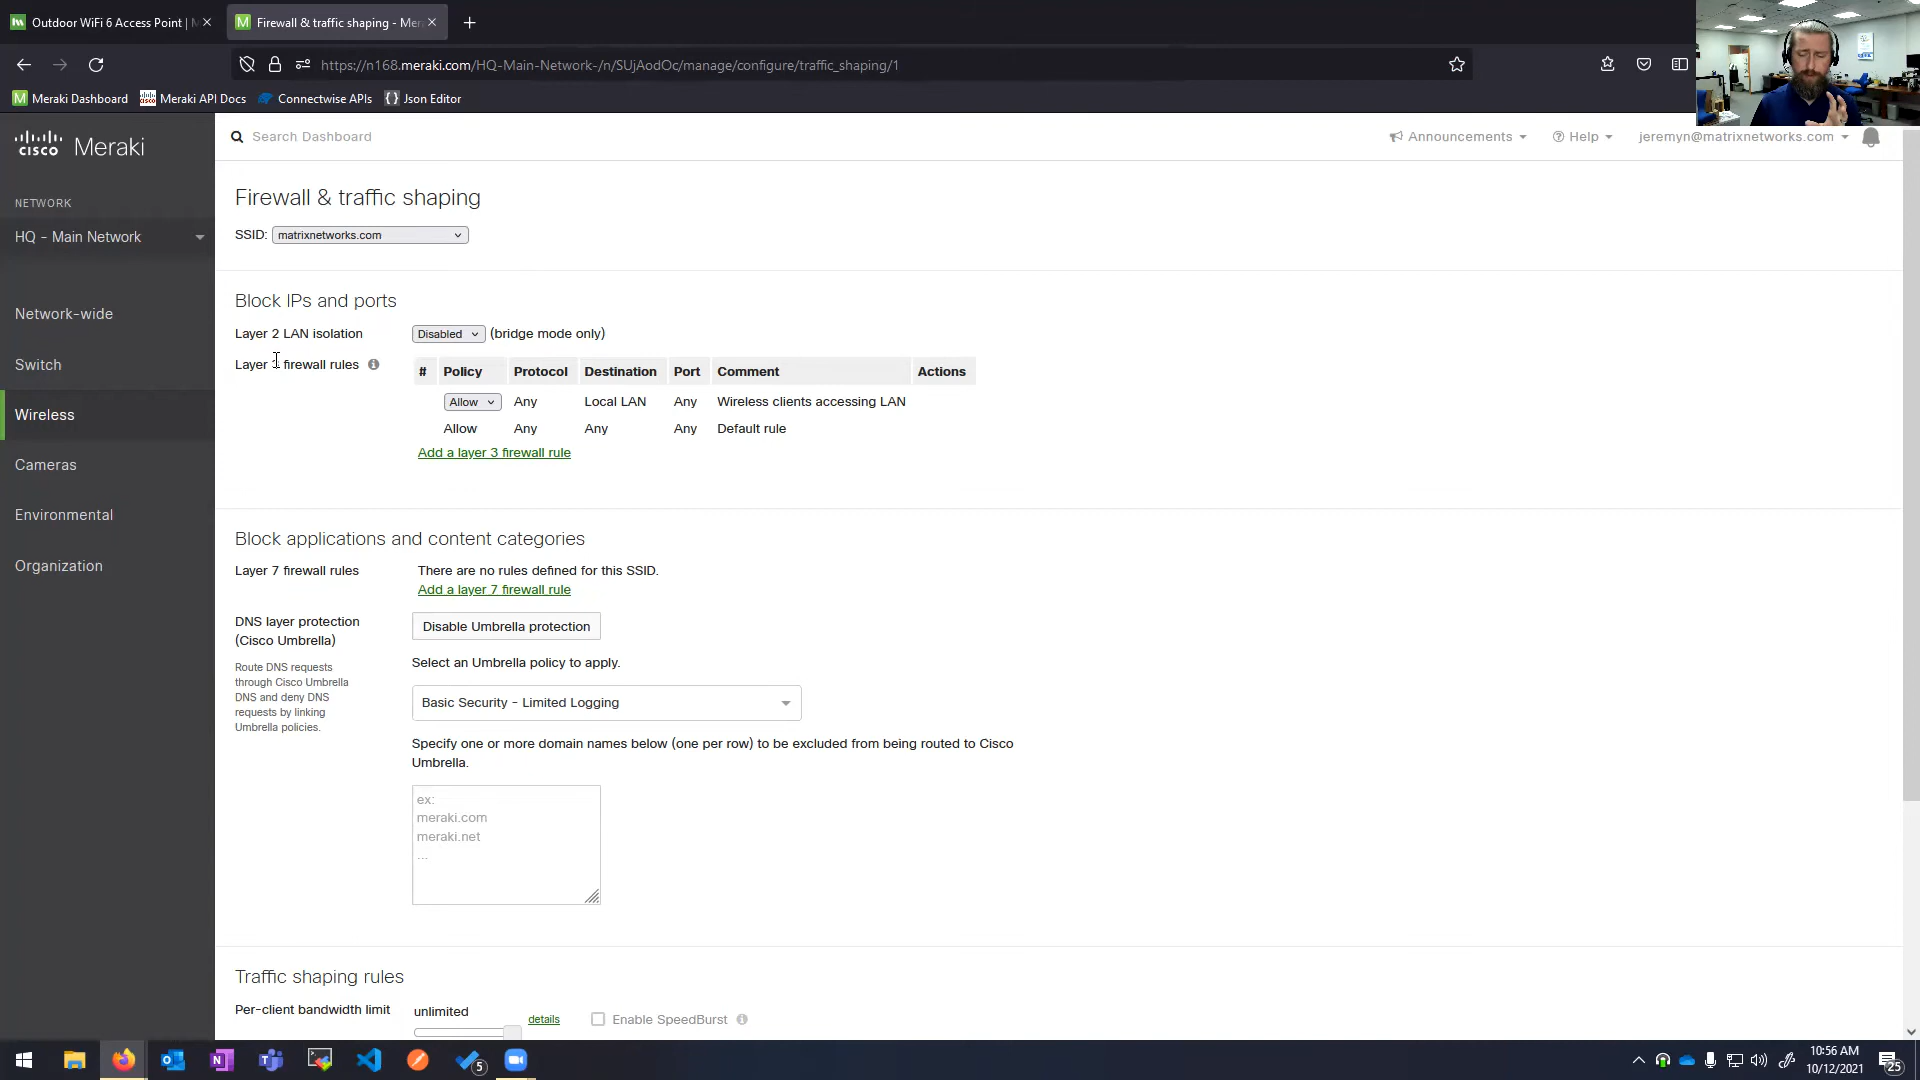 Outdoor WiFi 6 Access Point |
Firewall & traffic shaping - Mer
https://n168.meraki.com/HQ-Main-Network-/n/SUjAodOc/manage/configure/traffic_shaping/1
Meraki Dashboard
Meraki API Docs
Connectwise APIs
Json Editor
CISCO Meraki
Search Dashboard
Announcements
Help
jeremyn@matrixnetworks.com
NETWORK
HQ - Main Network
Network-wide
Switch
Wireless
Cameras
Environmental
Organization
Firewall & traffic shaping
SSID: matrixnetworks.com
Block IPs and ports
Layer 2 LAN isolation Disabled (bridge mode only)
Layer 3 firewall rules
# Policy Protocol Destination Port Comment Actions
Allow Any Local LAN Any Wireless clients accessing LAN
Allow Any Any Any Default rule
Add a layer 3 firewall rule
Block applications and content categories
Layer 7 firewall rules There are no rules defined for this SSID.
Add a layer 7 firewall rule
DNS layer protection
(Cisco Umbrella)
Route DNS requests
through Cisco Umbrella
DNS and deny DNS
requests by linking
Umbrella policies.
Disable Umbrella protection
Select an Umbrella policy to apply.
Basic Security - Limited Logging
Specify one or more domain names below (one per row) to be excluded from being routed to Cisco
Umbrella.
ex:
meraki.com
meraki.net
...
Traffic shaping rules
Per-client bandwidth limit unlimited details Enable SpeedBurst
5
10:56 AM
10/12/2021
25